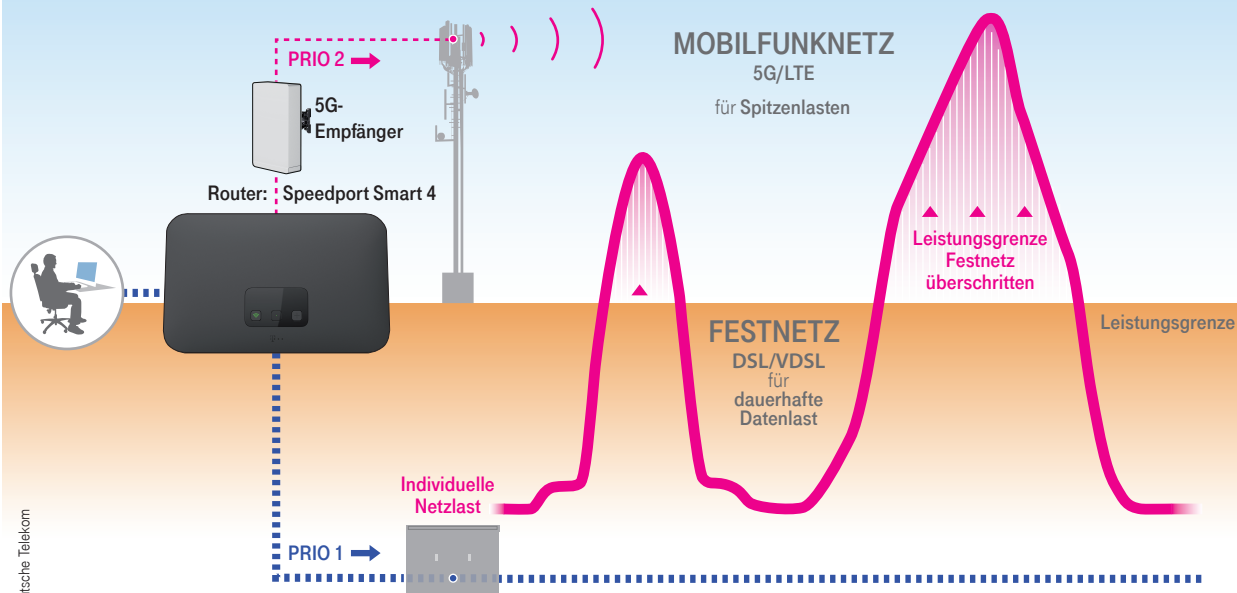 PRIO 2
MOBILFUNKNETZ
5G/LTE
für Spitzenlasten
5G-
Empfänger
Router: Speedport Smart 4
Leistungsgrenze
Festnetz
überschritten
Leistungsgrenze
FESTNETZ
DSL/VDSL
für
dauerhafte
Datenlast
Individuelle
Netzlast
PRIO 1
Telekom